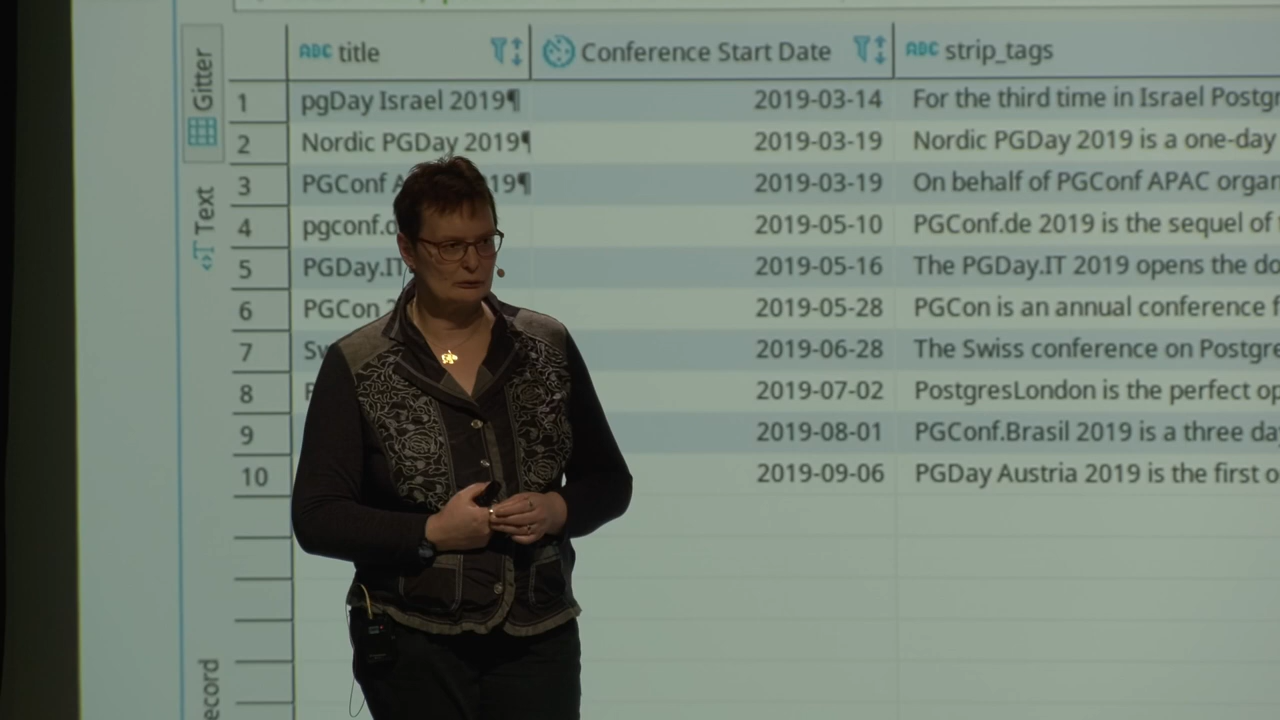 ABC title Conference Start Date ABC strip_tags
Gitter
Text
1 pgDay Israel 2019¶ 2019-03-14 For the third time in Israel Postgr
2 Nordic PGDay 2019¶ 2019-03-19 Nordic PGDay 2019 is a one-day
3 PGConf A 19¶ 2019-03-19 On behalf of PGConf APAC organ
4 pgconf.d 2019-05-10 PGConf.de 2019 is the sequel of
5 PGDay.IT 2019-05-16 The PGDay.IT 2019 opens the do
6 PGCon 2 2019-05-28 PGCon is an annual conference f
7 Sw 2019-06-28 The Swiss conference on Postgre
8 2019-07-02 PostgresLondon is the perfect op
9 2019-08-01 PGConf.Brasil 2019 is a three da
10 2019-09-06 PGDay Austria 2019 is the first o
ecord